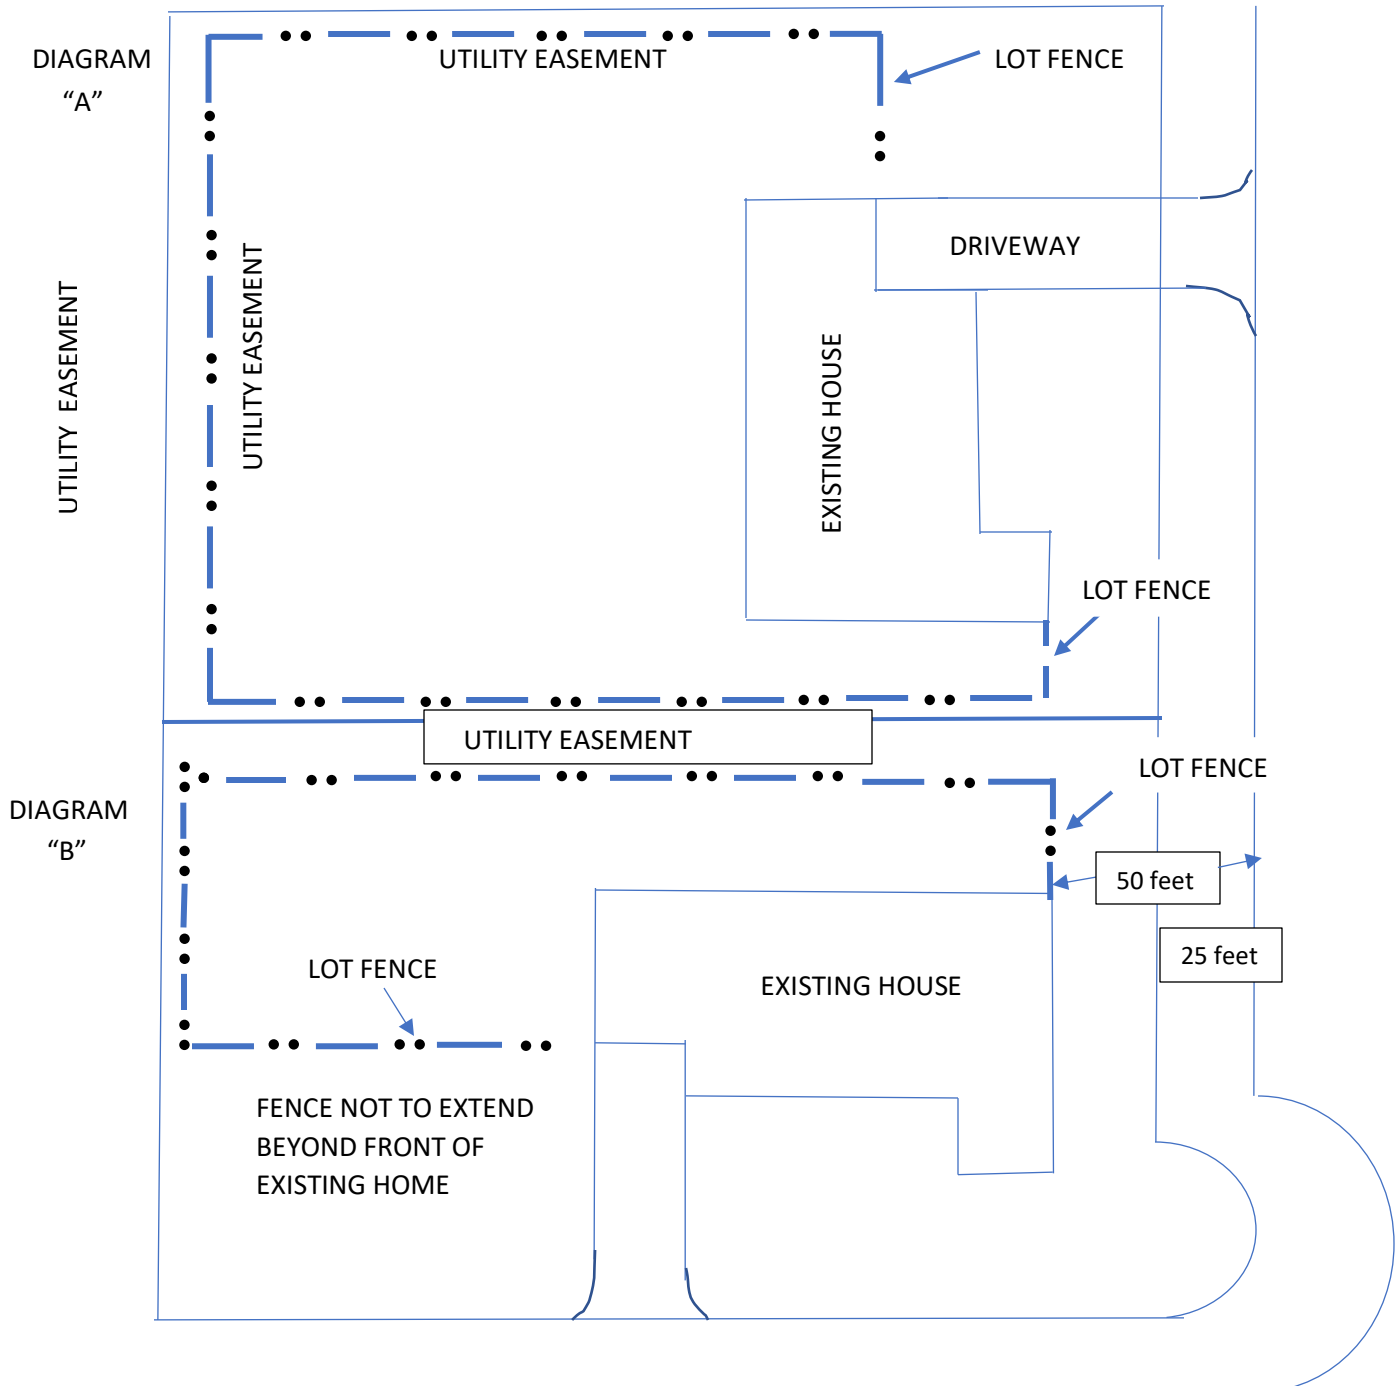 DIAGRAM
“A”
UTILITY EASEMENT
LOT FENCE
DRIVEWAY
UTILITY EASEMENT
UTILITY EASEMENT
EXISTING HOUSE
LOT FENCE
UTILITY EASEMENT
LOT FENCE
DIAGRAM
“B”
50 feet
25 feet
LOT FENCE
EXISTING HOUSE
FENCE NOT TO EXTEND
BEYOND FRONT OF
EXISTING HOME